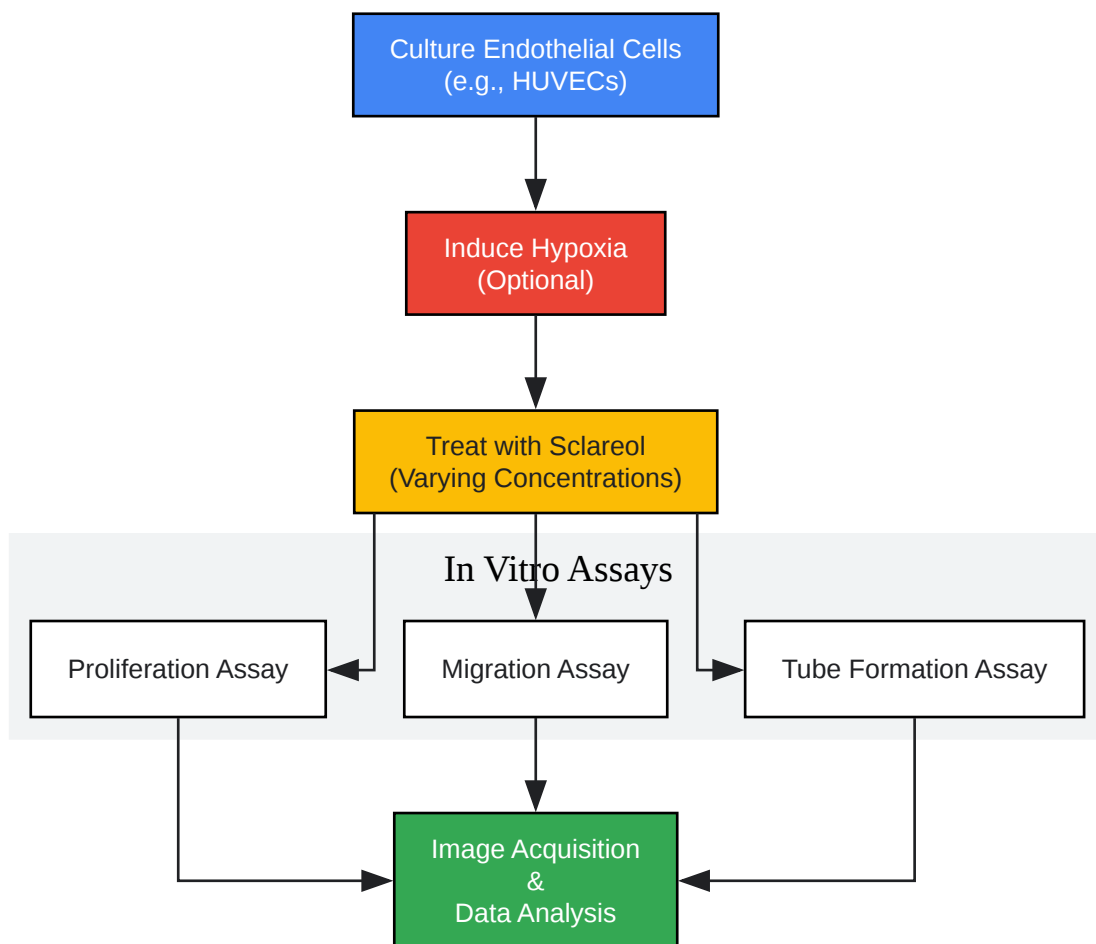 Culture Endothelial Cells
(e.g., HUVECs)
Induce Hypoxia
(Optional)
Treat with Sclareol
(Varying Concentrations)
In Vitro Assays
Proliferation Assay
Migration Assay
Tube Formation Assay
Image Acquisition
&
Data Analysis